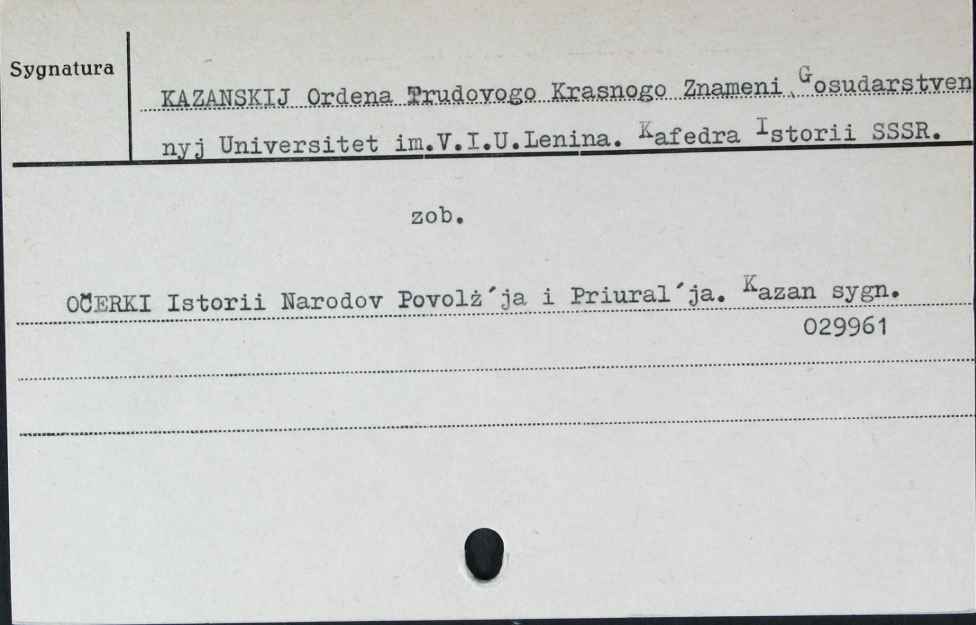 Sygnatura
KAZANSKIJ Ordena Trudovogo Krasnogo Znameni Gosudarstven
nyj Universitet im.V.I.U.Lenina. Kafedra Istorii SSSR.
zob.
OČERKI Istorii Narodov Povolż´ja i Priural´ja. Kazan sygn.
029961